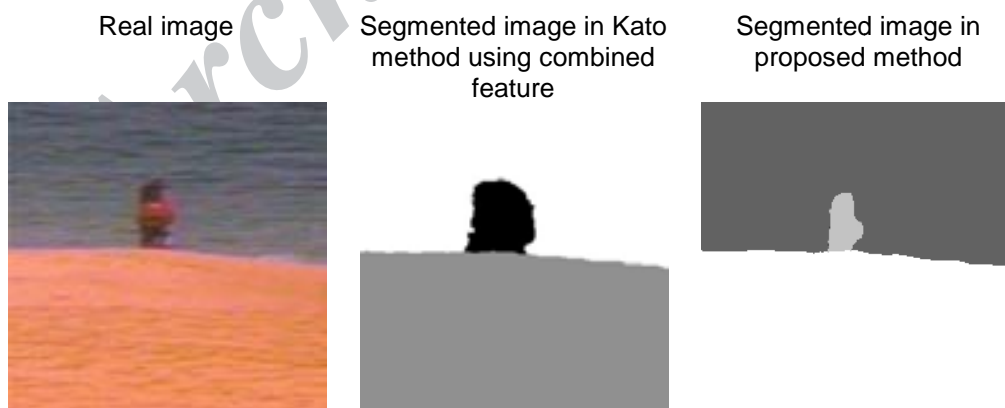 Real image
Segmented image in Kato
method using combined
feature
Segmented image in
proposed method